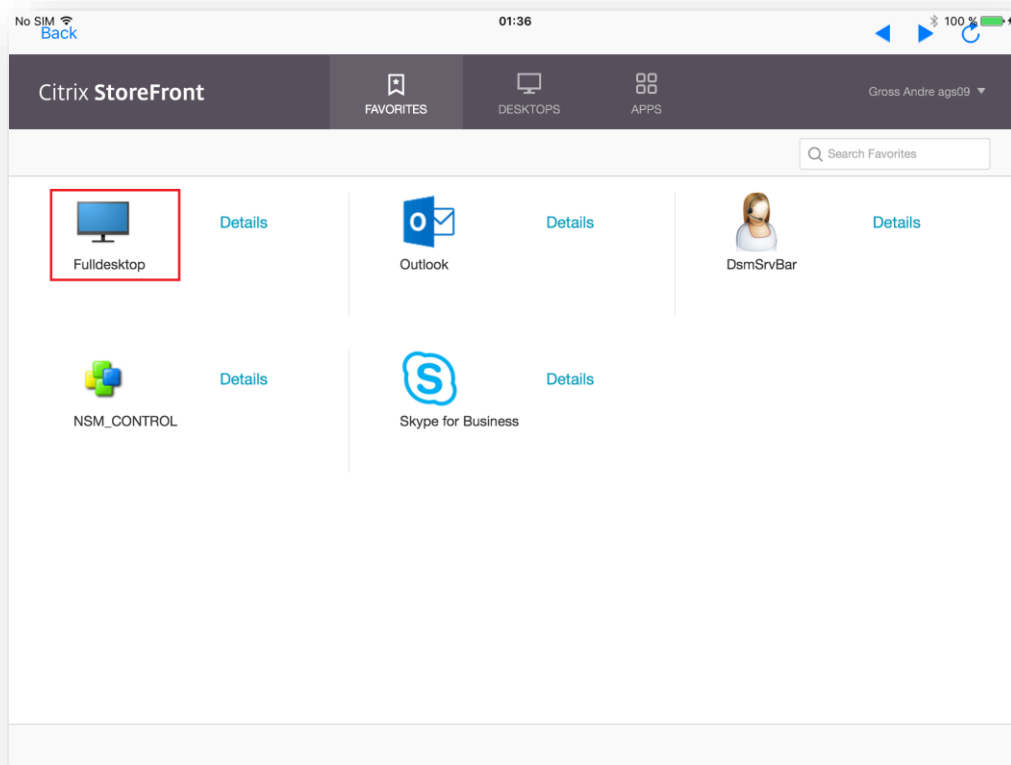 No SIM 01:36 100 %
Back
Citrix StoreFront
FAVORITES
DESKTOPS
APPS
Gross Andre ags09
Search Favorites
Fulldesktop
Details
Outlook
Details
DsmSrvBar
Details
NSM_CONTROL
Details
Skype for Business
Details